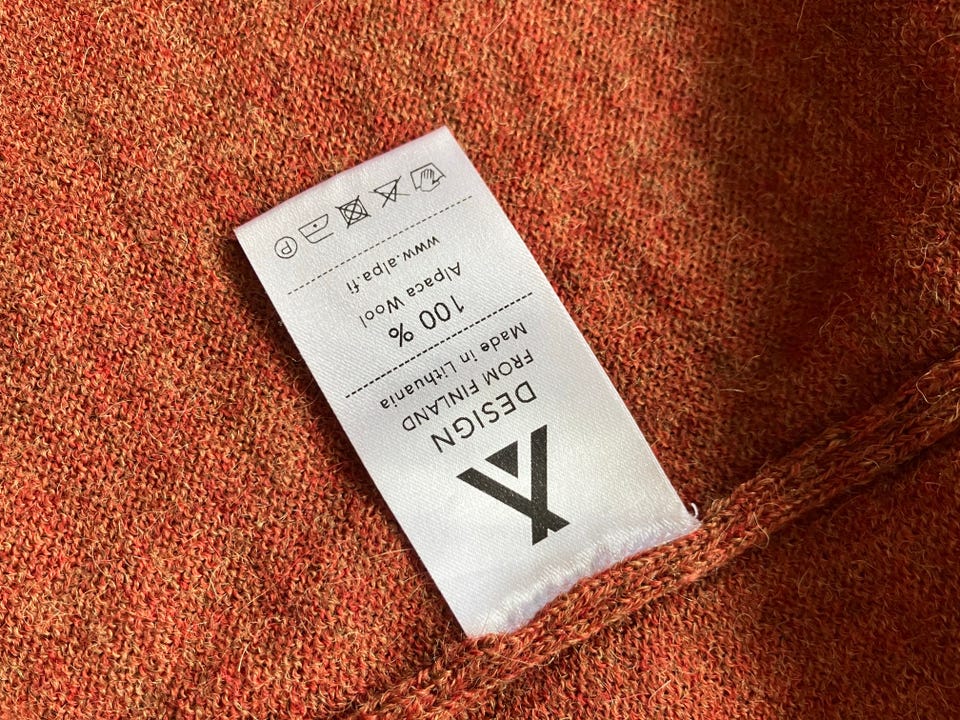 DESIGN
FROM FINLAND
Made in Lithuania
100 %
Alpaca Wool
www.alpa.fi
P